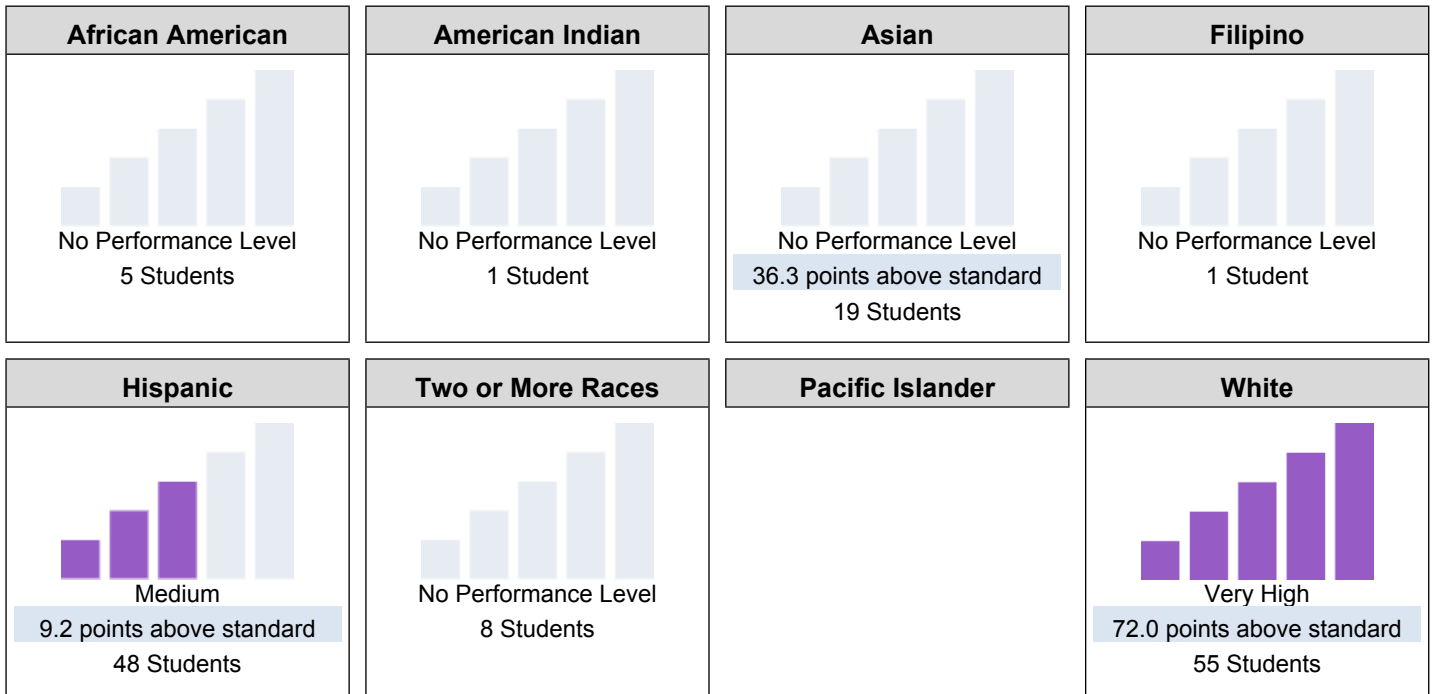 African American
No Performance Level
5 Students
American Indian
No Performance Level
1 Student
Asian
No Performance Level
36.3 points above standard
19 Students
Filipino
No Performance Level
1 Student
Hispanic
Medium
9.2 points above standard
48 Students
Two or More Races
No Performance Level
8 Students
Pacific Islander
White
Very High
72.0 points above standard
55 Students